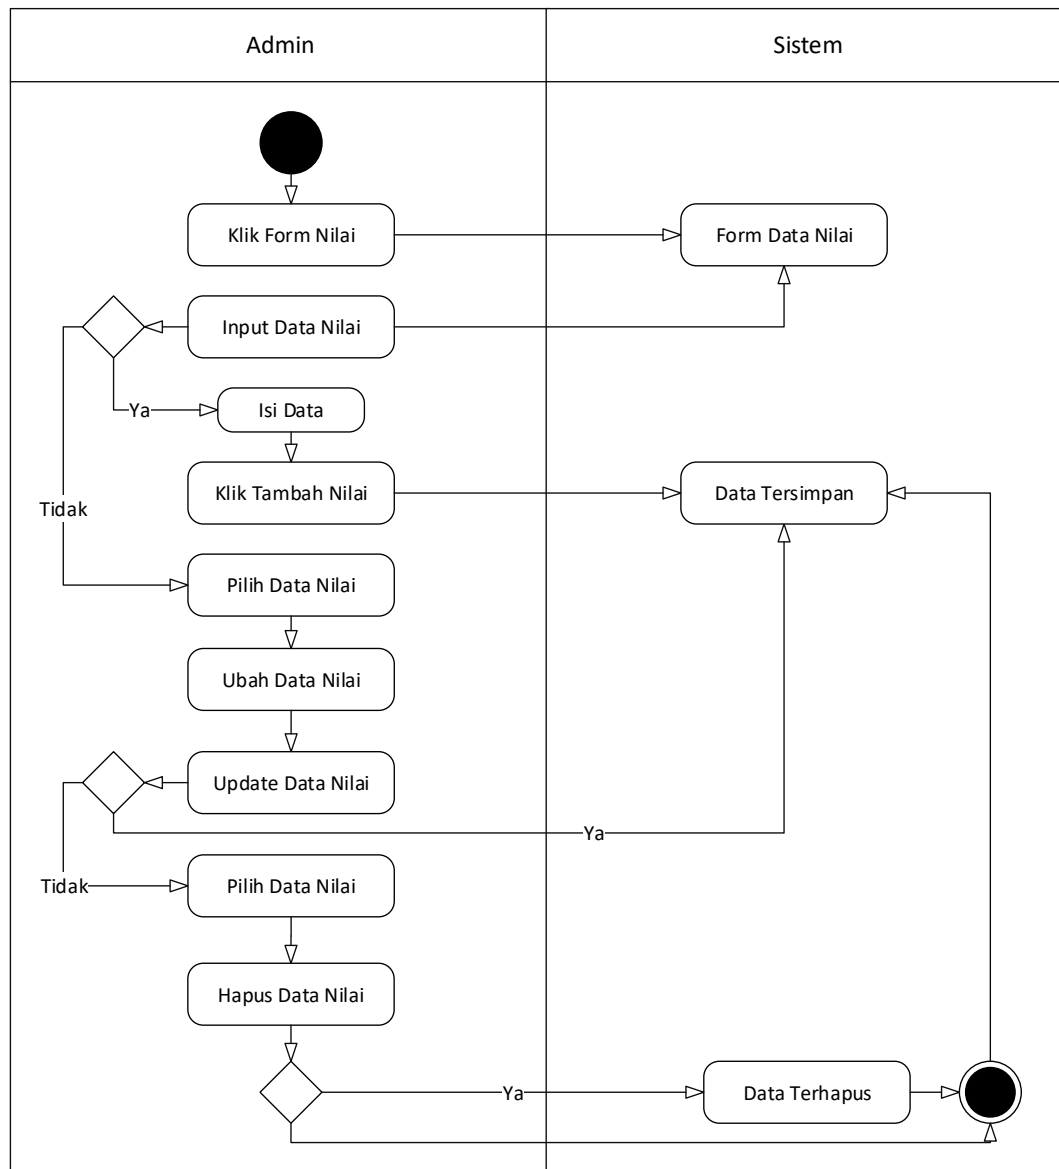 Admin
Sistem
Klik Form Nilai
Form Data Nilai
Input Data Nilai
Ya
Isi Data
Tidak
Klik Tambah Nilai
Data Tersimpan
Pilih Data Nilai
Ubah Data Nilai
Update Data Nilai
Ya
Tidak
Pilih Data Nilai
Hapus Data Nilai
Ya
Data Terhapus